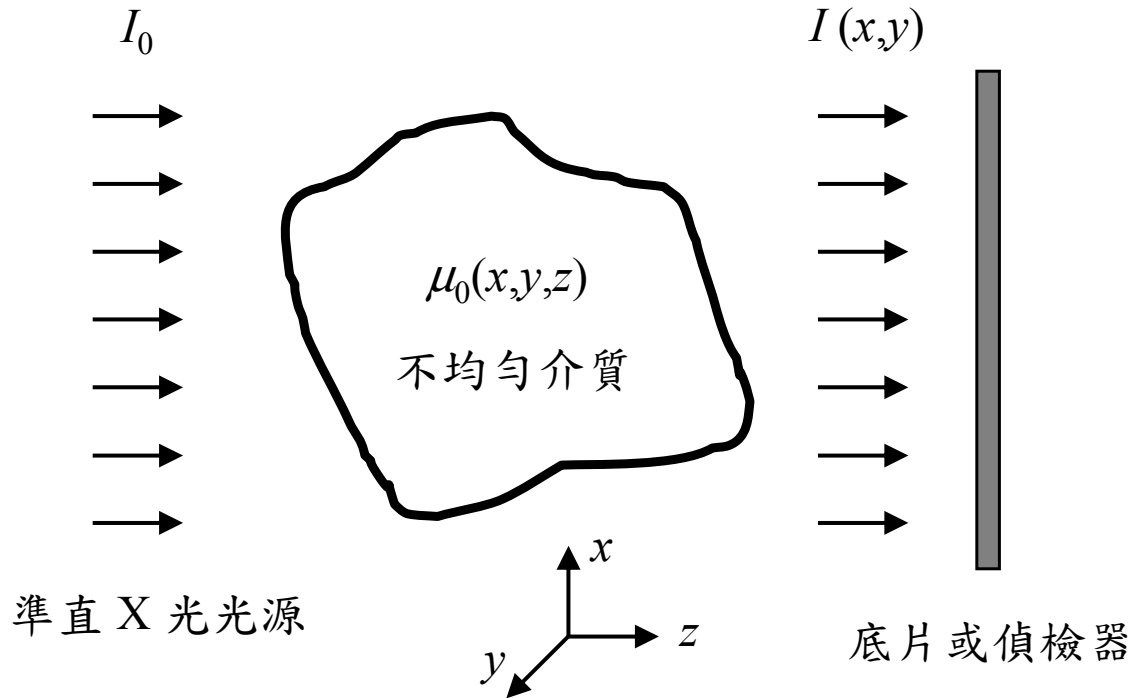 I₀
I (x,y)
μ₀(x,y,z)
不均勻介質
x
z
y
準直 X 光光源
底片或偵檢器